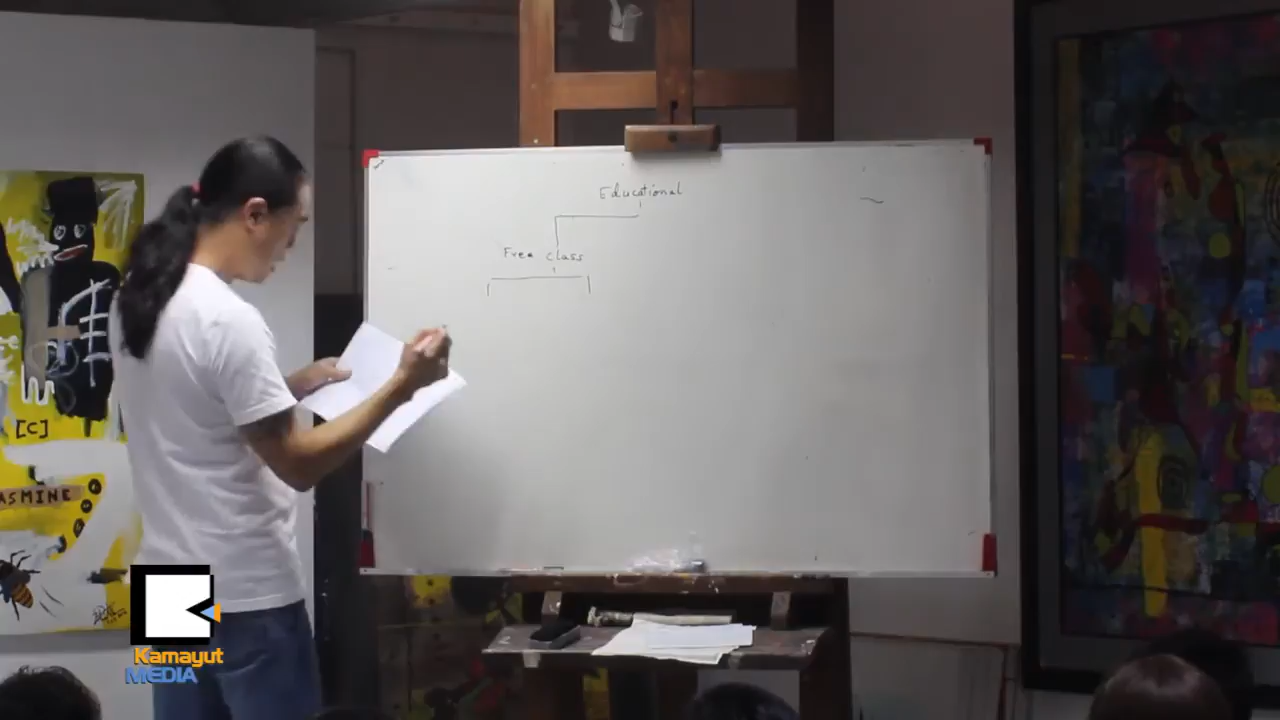 Educational
Free class
[C]
ASMINE
Kamayut
MEDIA